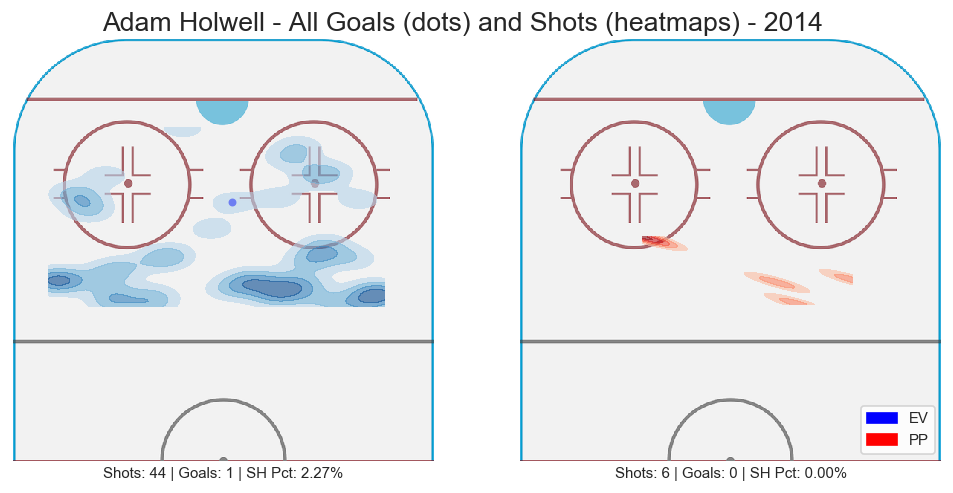 Adam Holwell - All Goals (dots) and Shots (heatmaps) - 2014
EV
PP
Shots: 44 | Goals: 1 | SH Pct: 2.27%
Shots: 6 | Goals: 0 | SH Pct: 0.00%